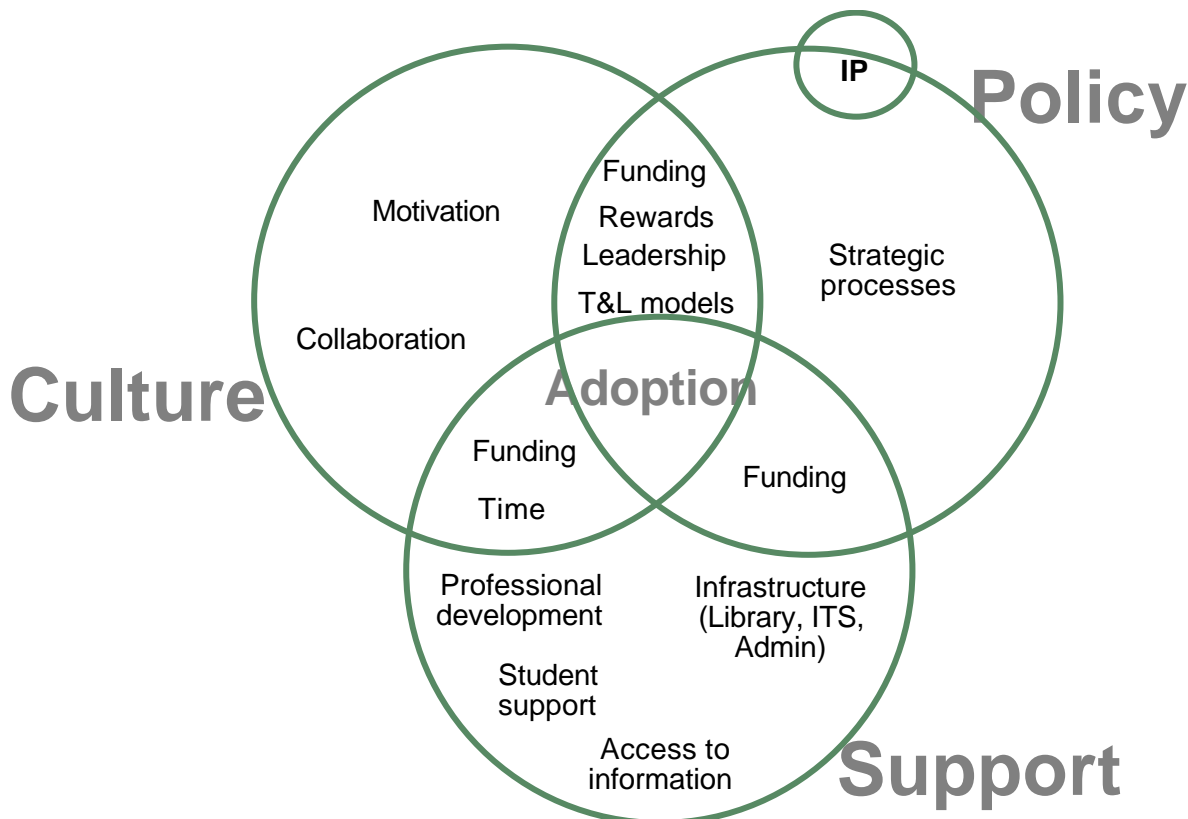 IP
Policy
Funding
Motivation
Rewards
Leadership
Strategic
processes
T&L models
Collaboration
Culture
Adoption
Funding
Funding
Time
Professional
development
Infrastructure
(Library, ITS,
Admin)
Student
support
Access to
information
Support